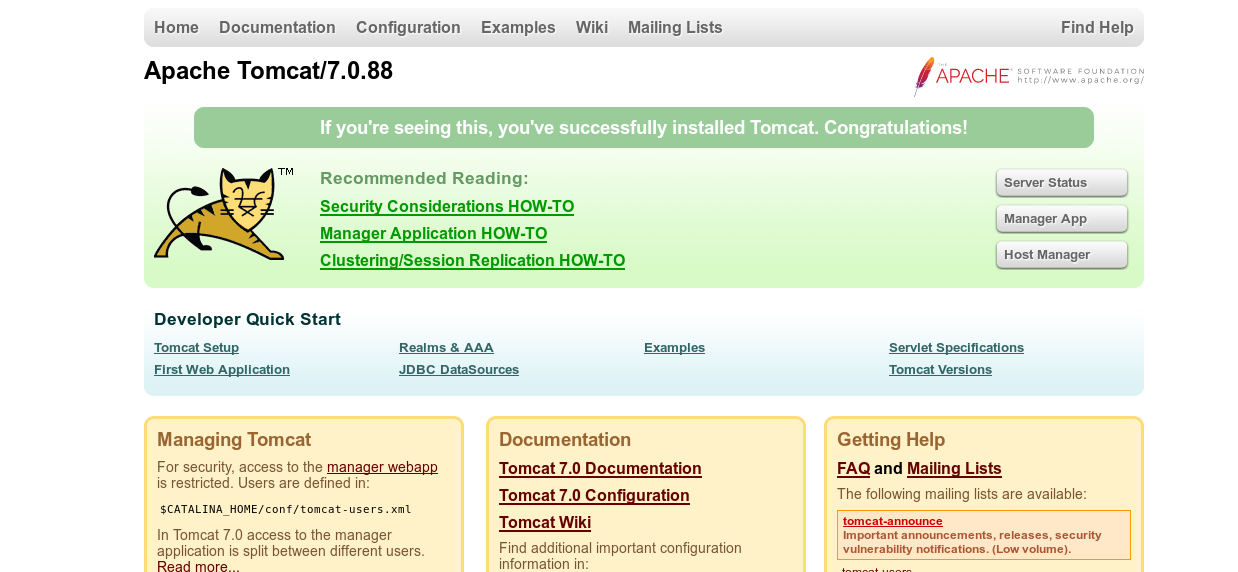 Home Documentation Configuration Examples Wiki Mailing Lists Find Help
Apache Tomcat/7.0.88
THE
APACHE™ SOFTWARE FOUNDATION
http://www.apache.org/
If you're seeing this, you've successfully installed Tomcat. Congratulations!
TM
Recommended Reading:
Security Considerations HOW-TO
Manager Application HOW-TO
Clustering/Session Replication HOW-TO
Server Status
Manager App
Host Manager
Developer Quick Start
Tomcat Setup
First Web Application
Realms & AAA
JDBC DataSources
Examples
Servlet Specifications
Tomcat Versions
Managing Tomcat
For security, access to the manager webapp
is restricted. Users are defined in:
$CATALINA_HOME/conf/tomcat-users.xml
In Tomcat 7.0 access to the manager
application is split between different users.
Read more...
Documentation
Tomcat 7.0 Documentation
Tomcat 7.0 Configuration
Tomcat Wiki
Find additional important configuration
information in:
Getting Help
FAQ and Mailing Lists
The following mailing lists are available:
tomcat-announce
Important announcements, releases, security
vulnerability notifications. (Low volume).
tomcat-users